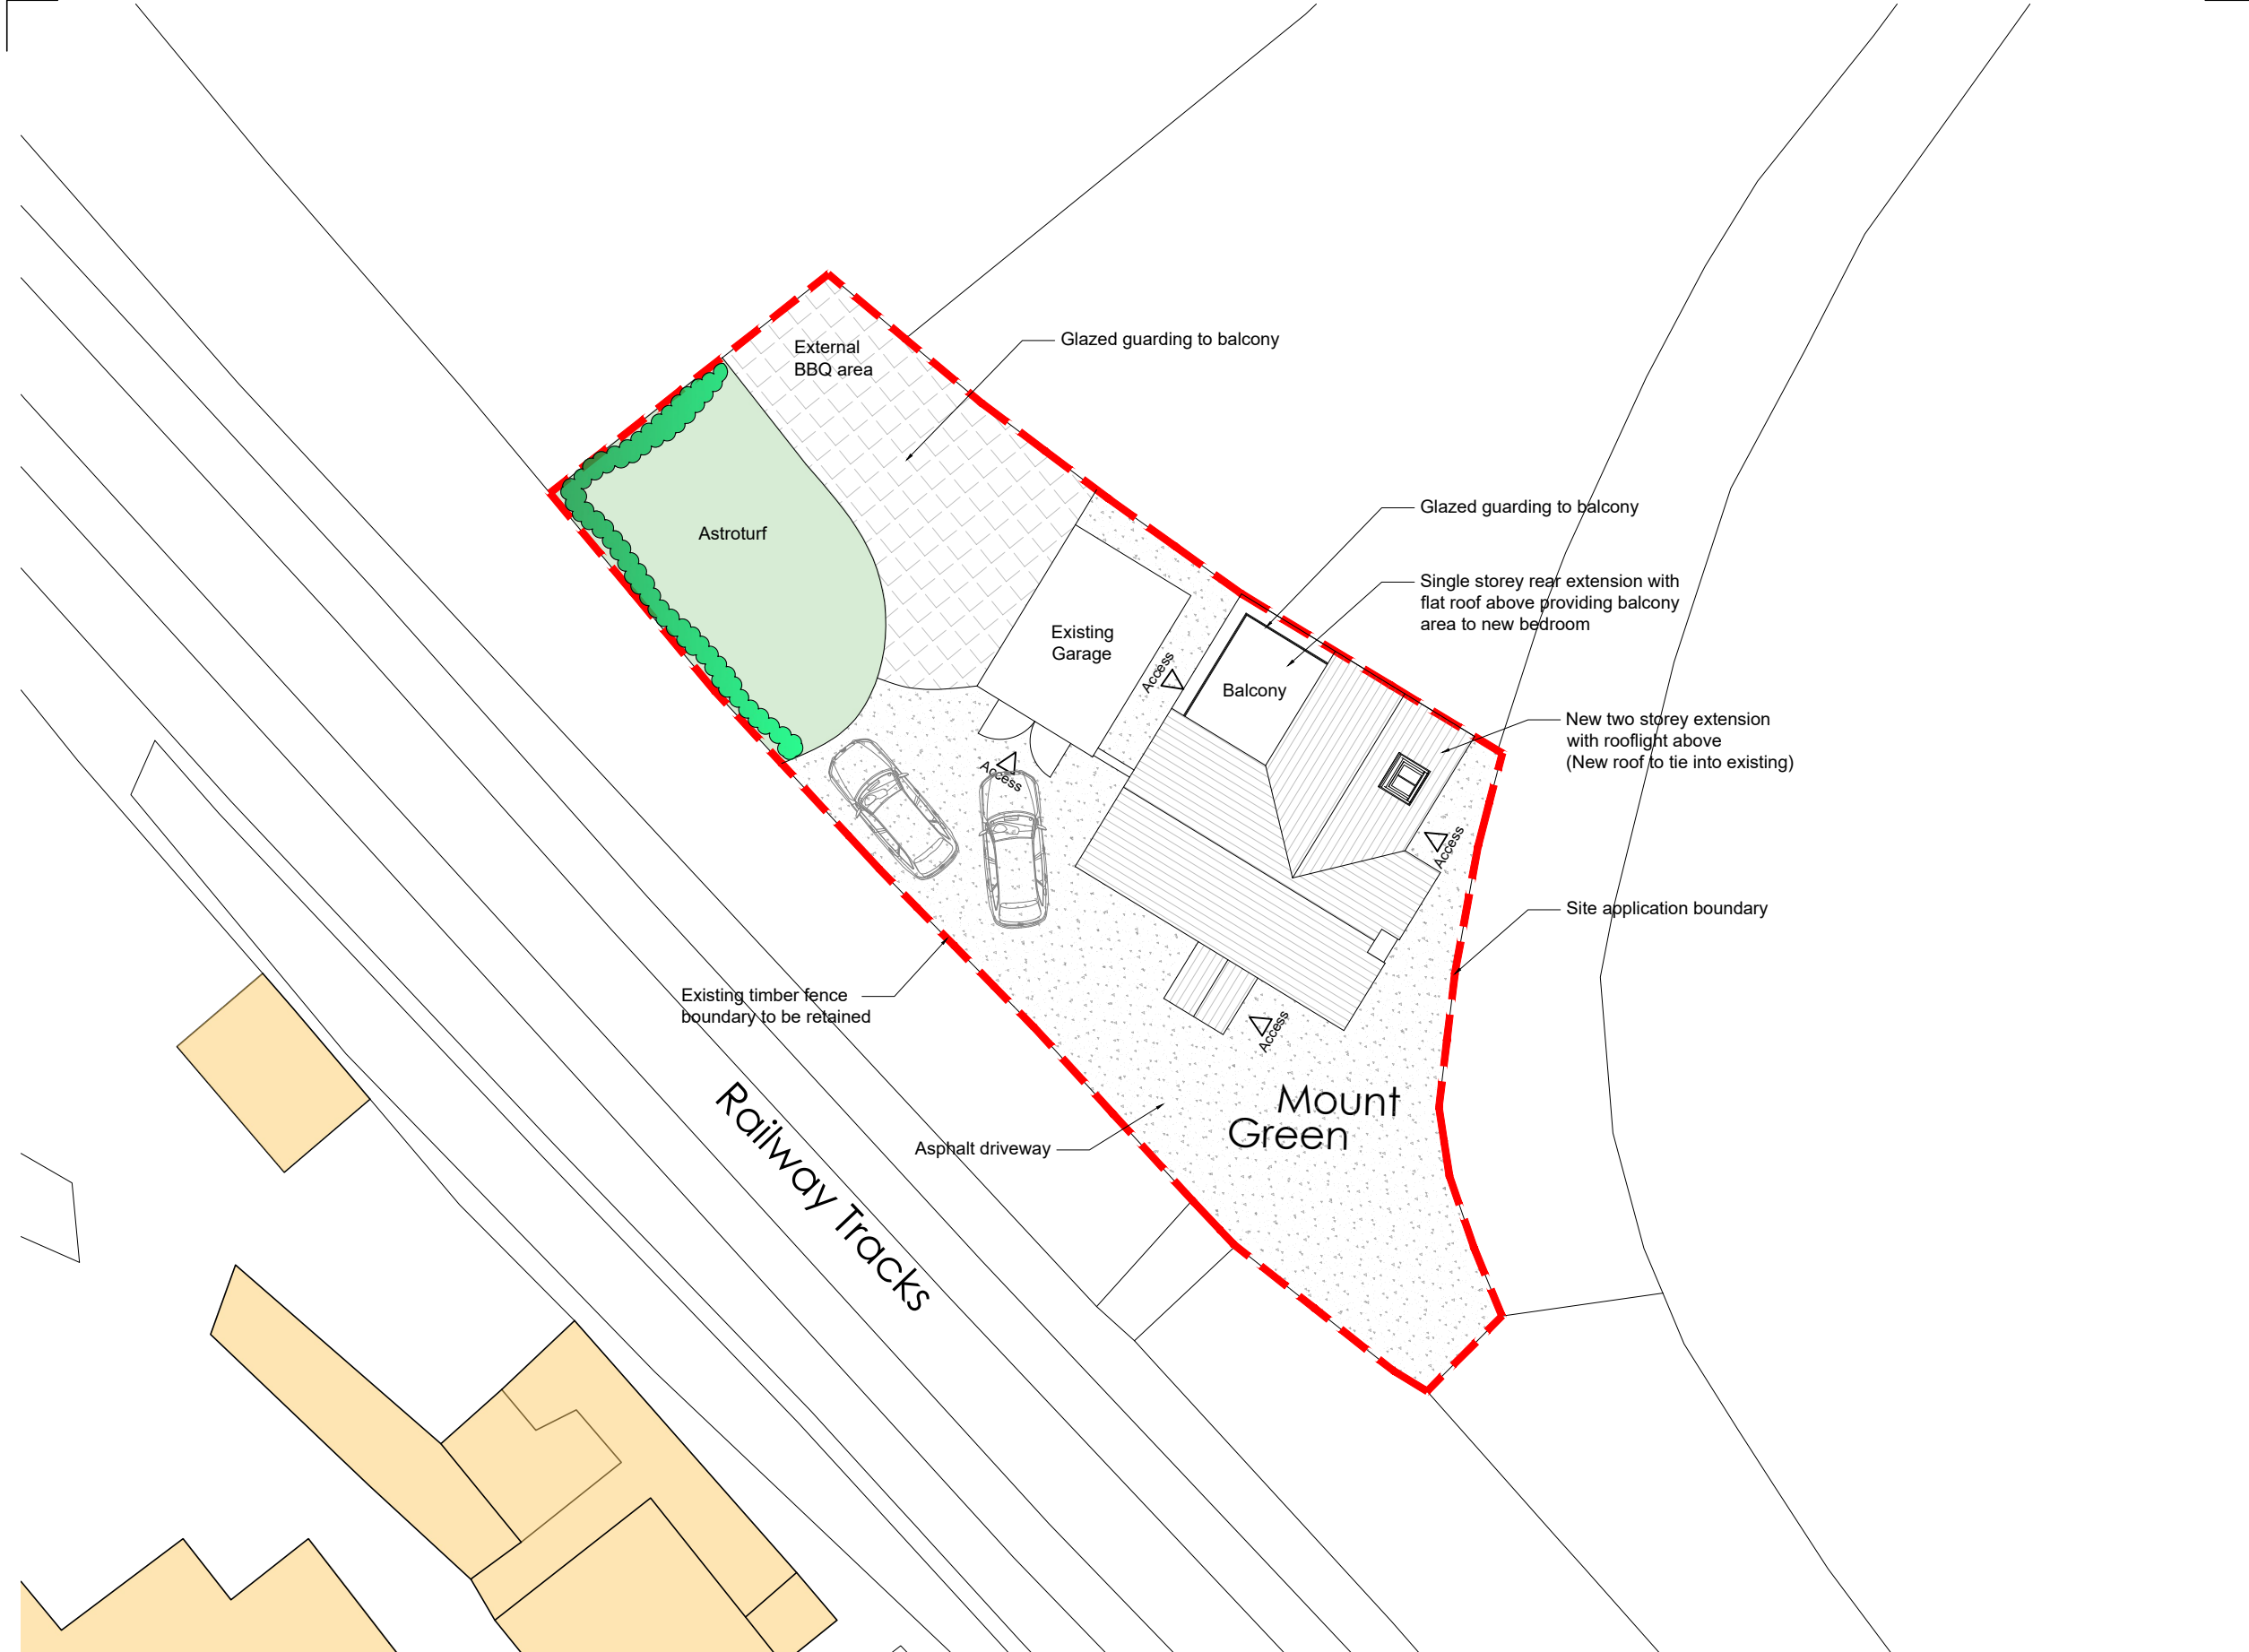 External
BBQ area
Glazed guarding to balcony
Astroturf
Glazed guarding to balcony
Single storey rear extension with
flat roof above providing balcony
area to new bedroom
Existing
Garage
Access
Balcony
New two storey extension
with rooflight above
(New roof to tie into existing)
Access
Access
Site application boundary
Existing timber fence
boundary to be retained
Access
Mount
Green
Asphalt driveway
Railway Tracks